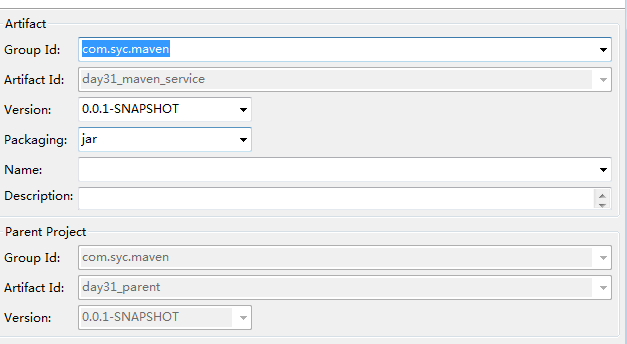 Artifact
Group Id: com.syc.maven
Artifact Id: day31_maven_service
Version: 0.0.1-SNAPSHOT
Packaging: jar
Name:
Description:
Parent Project
Group Id: com.syc.maven
Artifact Id: day31_parent
Version: 0.0.1-SNAPSHOT